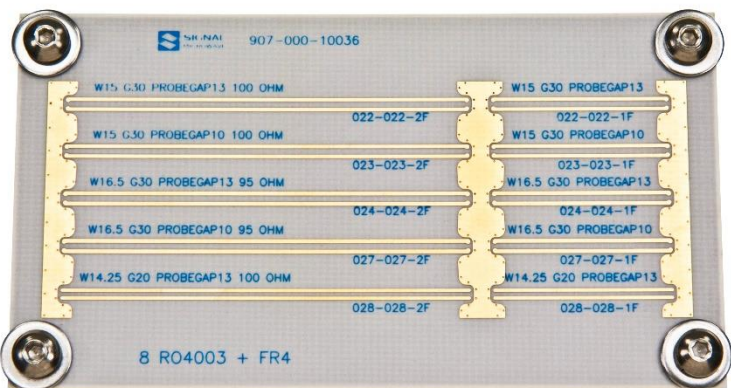 SIGNAL 907-000-10036
W15 G30 PROBEGAP13 100 OHM W15 G30 PROBEGAP13
022-022-2F 022-022-1F
W15 G30 PROBEGAP10 100 OHM W15 G30 PROBEGAP10
023-023-2F 023-023-1F
W16.5 G30 PROBEGAP13 95 OHM W16.5 G30 PROBEGAP13
024-024-2F 024-024-1F
W16.5 G30 PROBEGAP10 95 OHM W16.5 G30 PROBEGAP10
027-027-2F 027-027-1F
W14.25 G20 PROBEGAP13 100 OHM W14.25 G20 PROBEGAP13
028-028-2F 028-028-1F
8 RO4003 + FR4